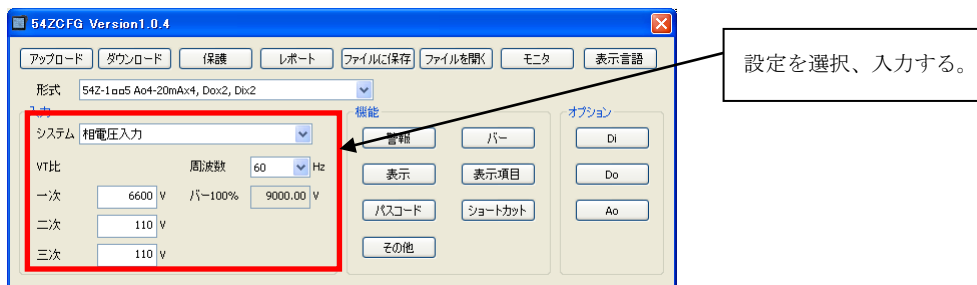 54ZCFG Version1.0.4
アップロード ダウンロード 保護 レポート ファイルに保存 ファイルを開く モニタ 表示言語
設定を選択、入力する。
形式 54Z-1□□5 Ao4-20mAx4, Dox2, Dix2
入力 機能 オプション
システム 相電圧入力 警報 バー Di
VT比 周波数 60 Hz 表示 表示項目 Do
一次 6600 V バー100% 9000.00 V パスコード ショートカット Ao
二次 110 V
その他
三次 110 V